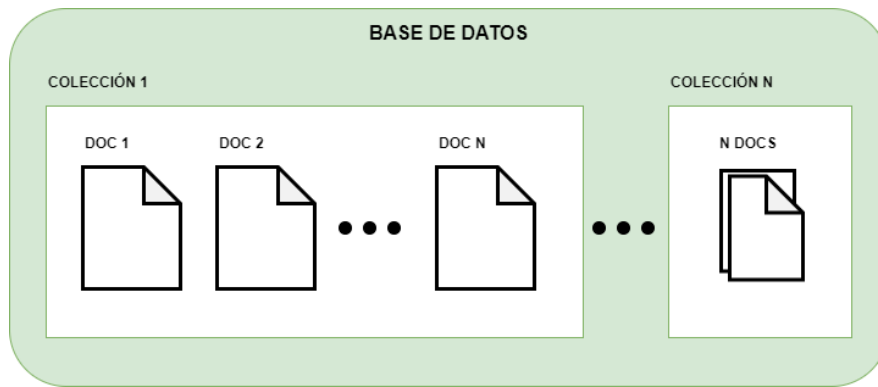 BASE DE DATOS
COLECCIÓN 1
COLECCIÓN N
DOC 1
DOC 2
DOC N
N DOCS